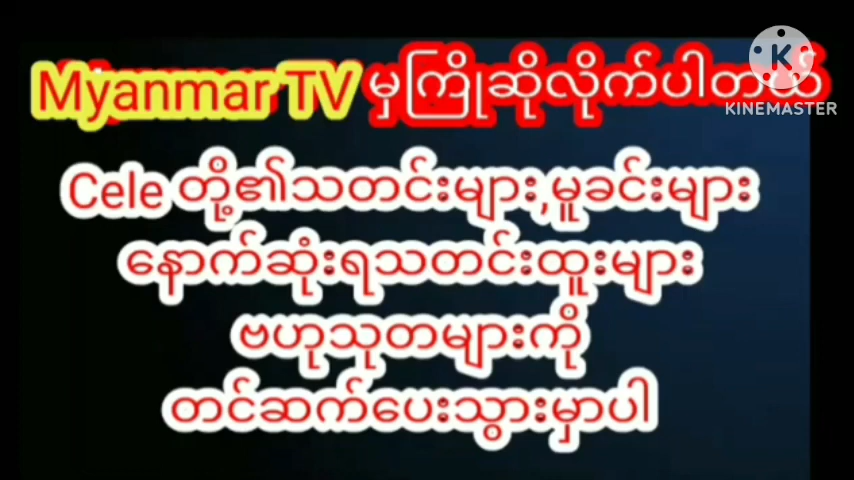 Myanmar TV မှကြိုဆိုလိုက်ပါတယ်
KINEMASTER
Cele တို့၏သတင်းများ,မူခင်းများ
နောက်ဆုံးရသတင်းထူးများ
ဗဟုသုတများကို
တင်ဆက်ပေးသွားမှာပါ